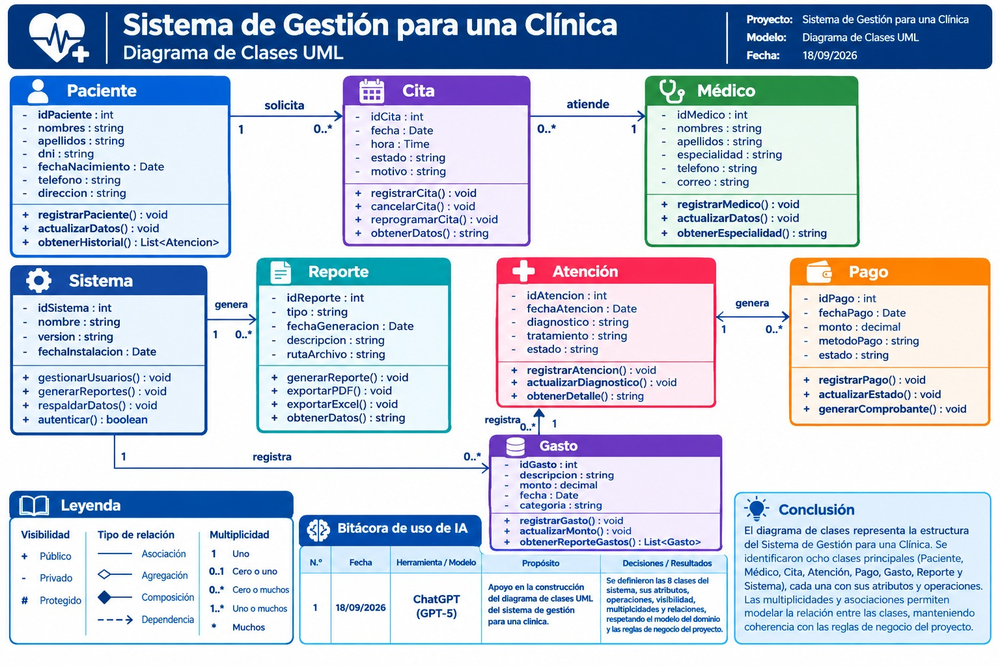 Sistema de Gestión para una Clínica
Diagrama de Clases UML
Proyecto: Sistema de Gestión para una Clínica
Modelo: Diagrama de Clases UML
Fecha: 18/09/2026
Paciente
- idPaciente : int
- nombres : string
- apellidos : string
- dni : string
- fechaNacimiento : Date
- telefono : string
- direccion : string
+ registrarPaciente() : void
+ actualizarDatos() : void
+ obtenerHistorial() : List<Atencion>
solicita
1 0..*
Cita
- idCita : int
- fecha : Date
- hora : Time
- estado : string
- motivo : string
+ registrarCita() : void
+ cancelarCita() : void
+ reprogramarCita() : void
+ obtenerDatos() : string
atiende
0..* 1
Médico
- idMedico : int
- nombres : string
- apellidos : string
- especialidad : string
- telefono : string
- correo : string
+ registrarMedico() : void
+ actualizarDatos() : void
+ obtenerEspecialidad() : string
Sistema
- idSistema : int
- nombre : string
- version : string
- fechaInstalacion : Date
+ gestionarUsuarios() : void
+ generarReportes() : void
+ respaldarDatos() : void
+ autenticar() : boolean
genera
1 0..*
Reporte
- idReporte : int
- tipo : string
- fechaGeneracion : Date
- descripcion : string
- rutaArchivo : string
+ generarReporte() : void
+ exportarPDF() : void
+ exportarExcel() : void
+ obtenerDatos() : string
Atención
- idAtencion : int
- fechaAtencion : Date
- diagnostico : string
- tratamiento : string
- estado : string
+ registrarAtencion() : void
+ actualizarDiagnostico() : void
+ obtenerDetalle() : string
genera
1 0..*
Pago
- idPago : int
- fechaPago : Date
- monto : decimal
- metodoPago : string
- estado : string
+ registrarPago() : void
+ actualizarEstado() : void
+ generarComprobante() : void
registra
0..* 1
1 registra 0..*
Gasto
- idGasto : int
- descripcion : string
- monto : decimal
- fecha : Date
- categoria : string
+ registrarGasto() : void
+ actualizarMonto() : void
+ obtenerReporteGastos() : List<Gasto>
Leyenda
Visibilidad
+ Público
- Privado
# Protegido
Tipo de relación
Asociación
Agregación
Composición
Dependencia
Multiplicidad
1 Uno
0..1 Cero o uno
0..* Cero o muchos
1..* Uno o muchos
* Muchos
Bitácora de uso de IA
N.º Fecha Herramienta / Modelo Propósito Decisiones / Resultados
1
18/09/2026
ChatGPT
(GPT-5)
Apoyo en la construcción
del diagrama de clases UML
del sistema de gestión
para una clinica.
Se definieron las 8 clases del
sistema, sus atributos,
operaciones, visibilidad,
multiplcidades y relaciones,
respetando el modelo del dominio
y las reglas de negocio del proyecto.
Conclusión
El diagrama de clases representa la estructura
del Sistema de Gestión para una Clínica. Se
identificaron ocho clases principales (Paciente,
Médico, Cita, Atención, Pago, Gasto, Reporte y
Sistema), cada una con sus atributos y operaciones.
Las multiplicidades y asociaciones permiten
modelar la relación entre las clases, manteniendo
coherencia con las reglas de negocio del proyecto.